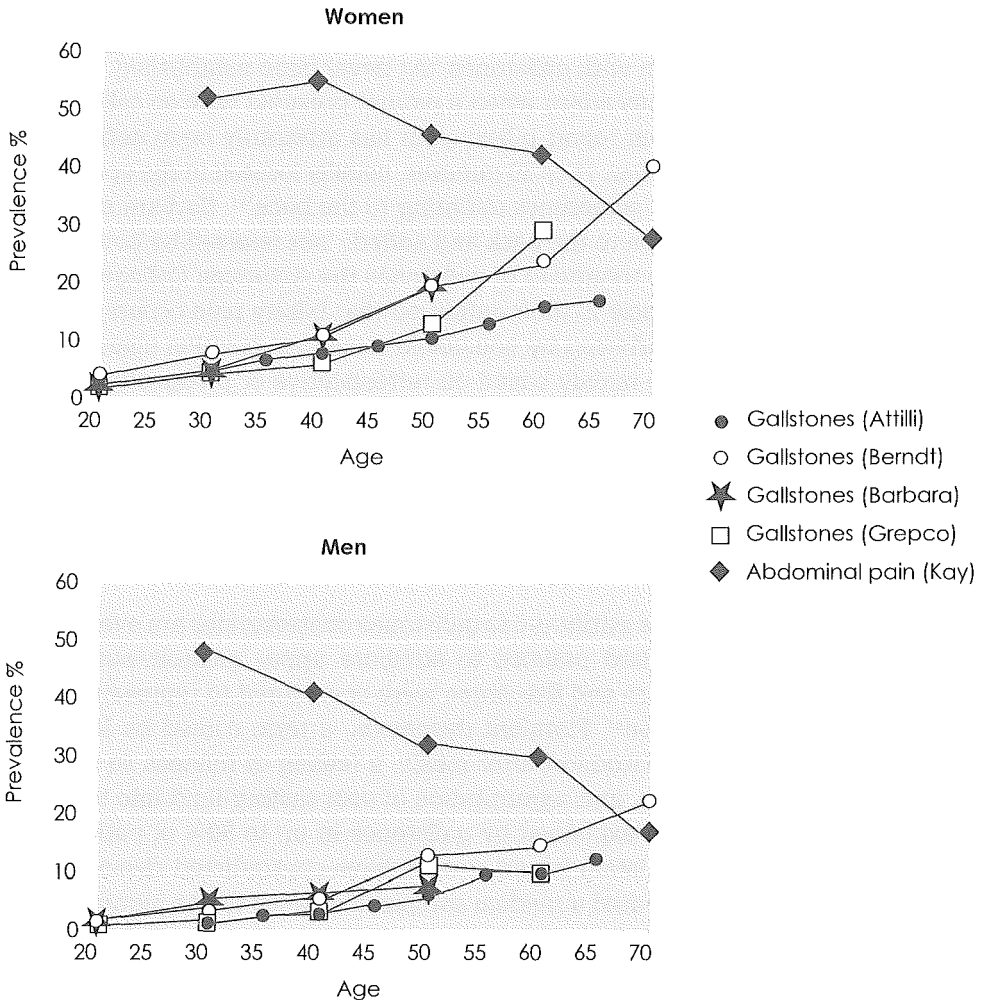 Women
60
50
40
30
20
10
0
Prevalence %
20 25 30 35 40 45 50 55 60 65 70
Age
Gallstones (Attilli)
Gallstones (Berndt)
Gallstones (Barbara)
Gallstones (Grepco)
Abdominal pain (Kay)
Men
60
50
40
30
20
10
0
Prevalence %
20 25 30 35 40 45 50 55 60 65 70
Age